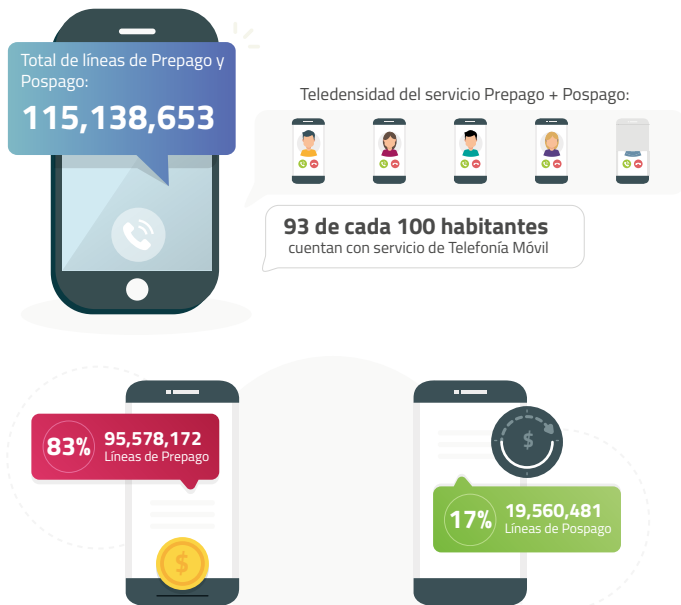 Total de líneas de Prepago y
Pospago:
115,138,653
Teledensidad del servicio Prepago + Pospago:
93 de cada 100 habitantes
cuentan con servicio de Telefonía Móvil
83%
95,578,172
Líneas de Prepago
$
$
17%
19,560,481
Líneas de Pospago